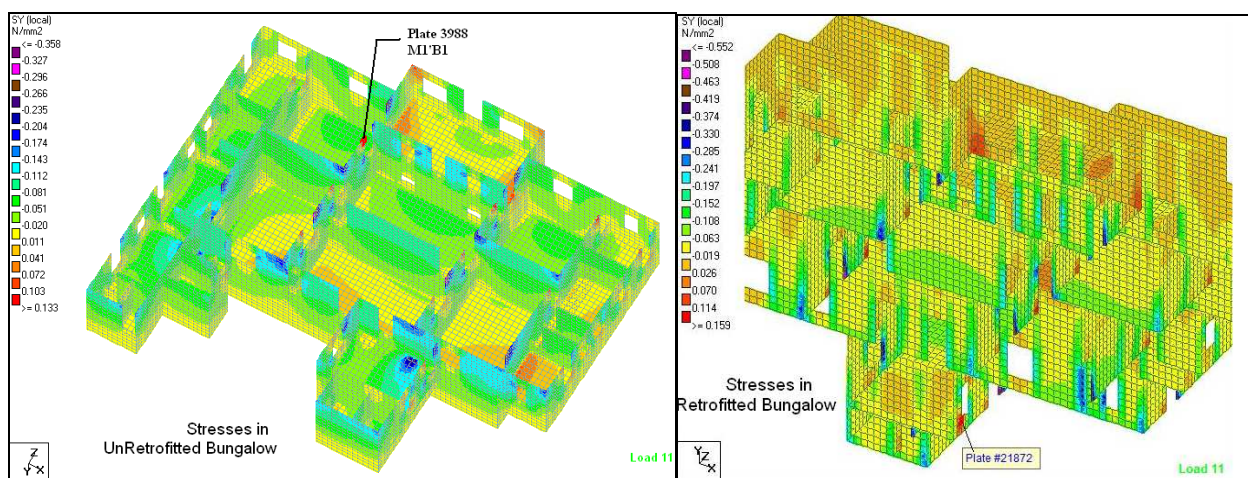 SY (local)
N/mm2
<= -0.358
-0.327
-0.296
-0.266
-0.235
-0.204
-0.174
-0.143
-0.112
-0.081
-0.051
-0.020
0.011
0.041
0.072
0.103
>= 0.133
Plate 3988
M1'B1
Stresses in
UnRetrofitted Bungalow
Z
Y
X
Load 11
SY (local)
N/mm2
<= -0.552
-0.508
-0.463
-0.419
-0.374
-0.330
-0.285
-0.241
-0.197
-0.152
-0.108
-0.063
-0.019
0.026
0.070
0.114
>= 0.159
Stresses in
Retrofitted Bungalow
Plate #21872
Y
Z
X
Load 11